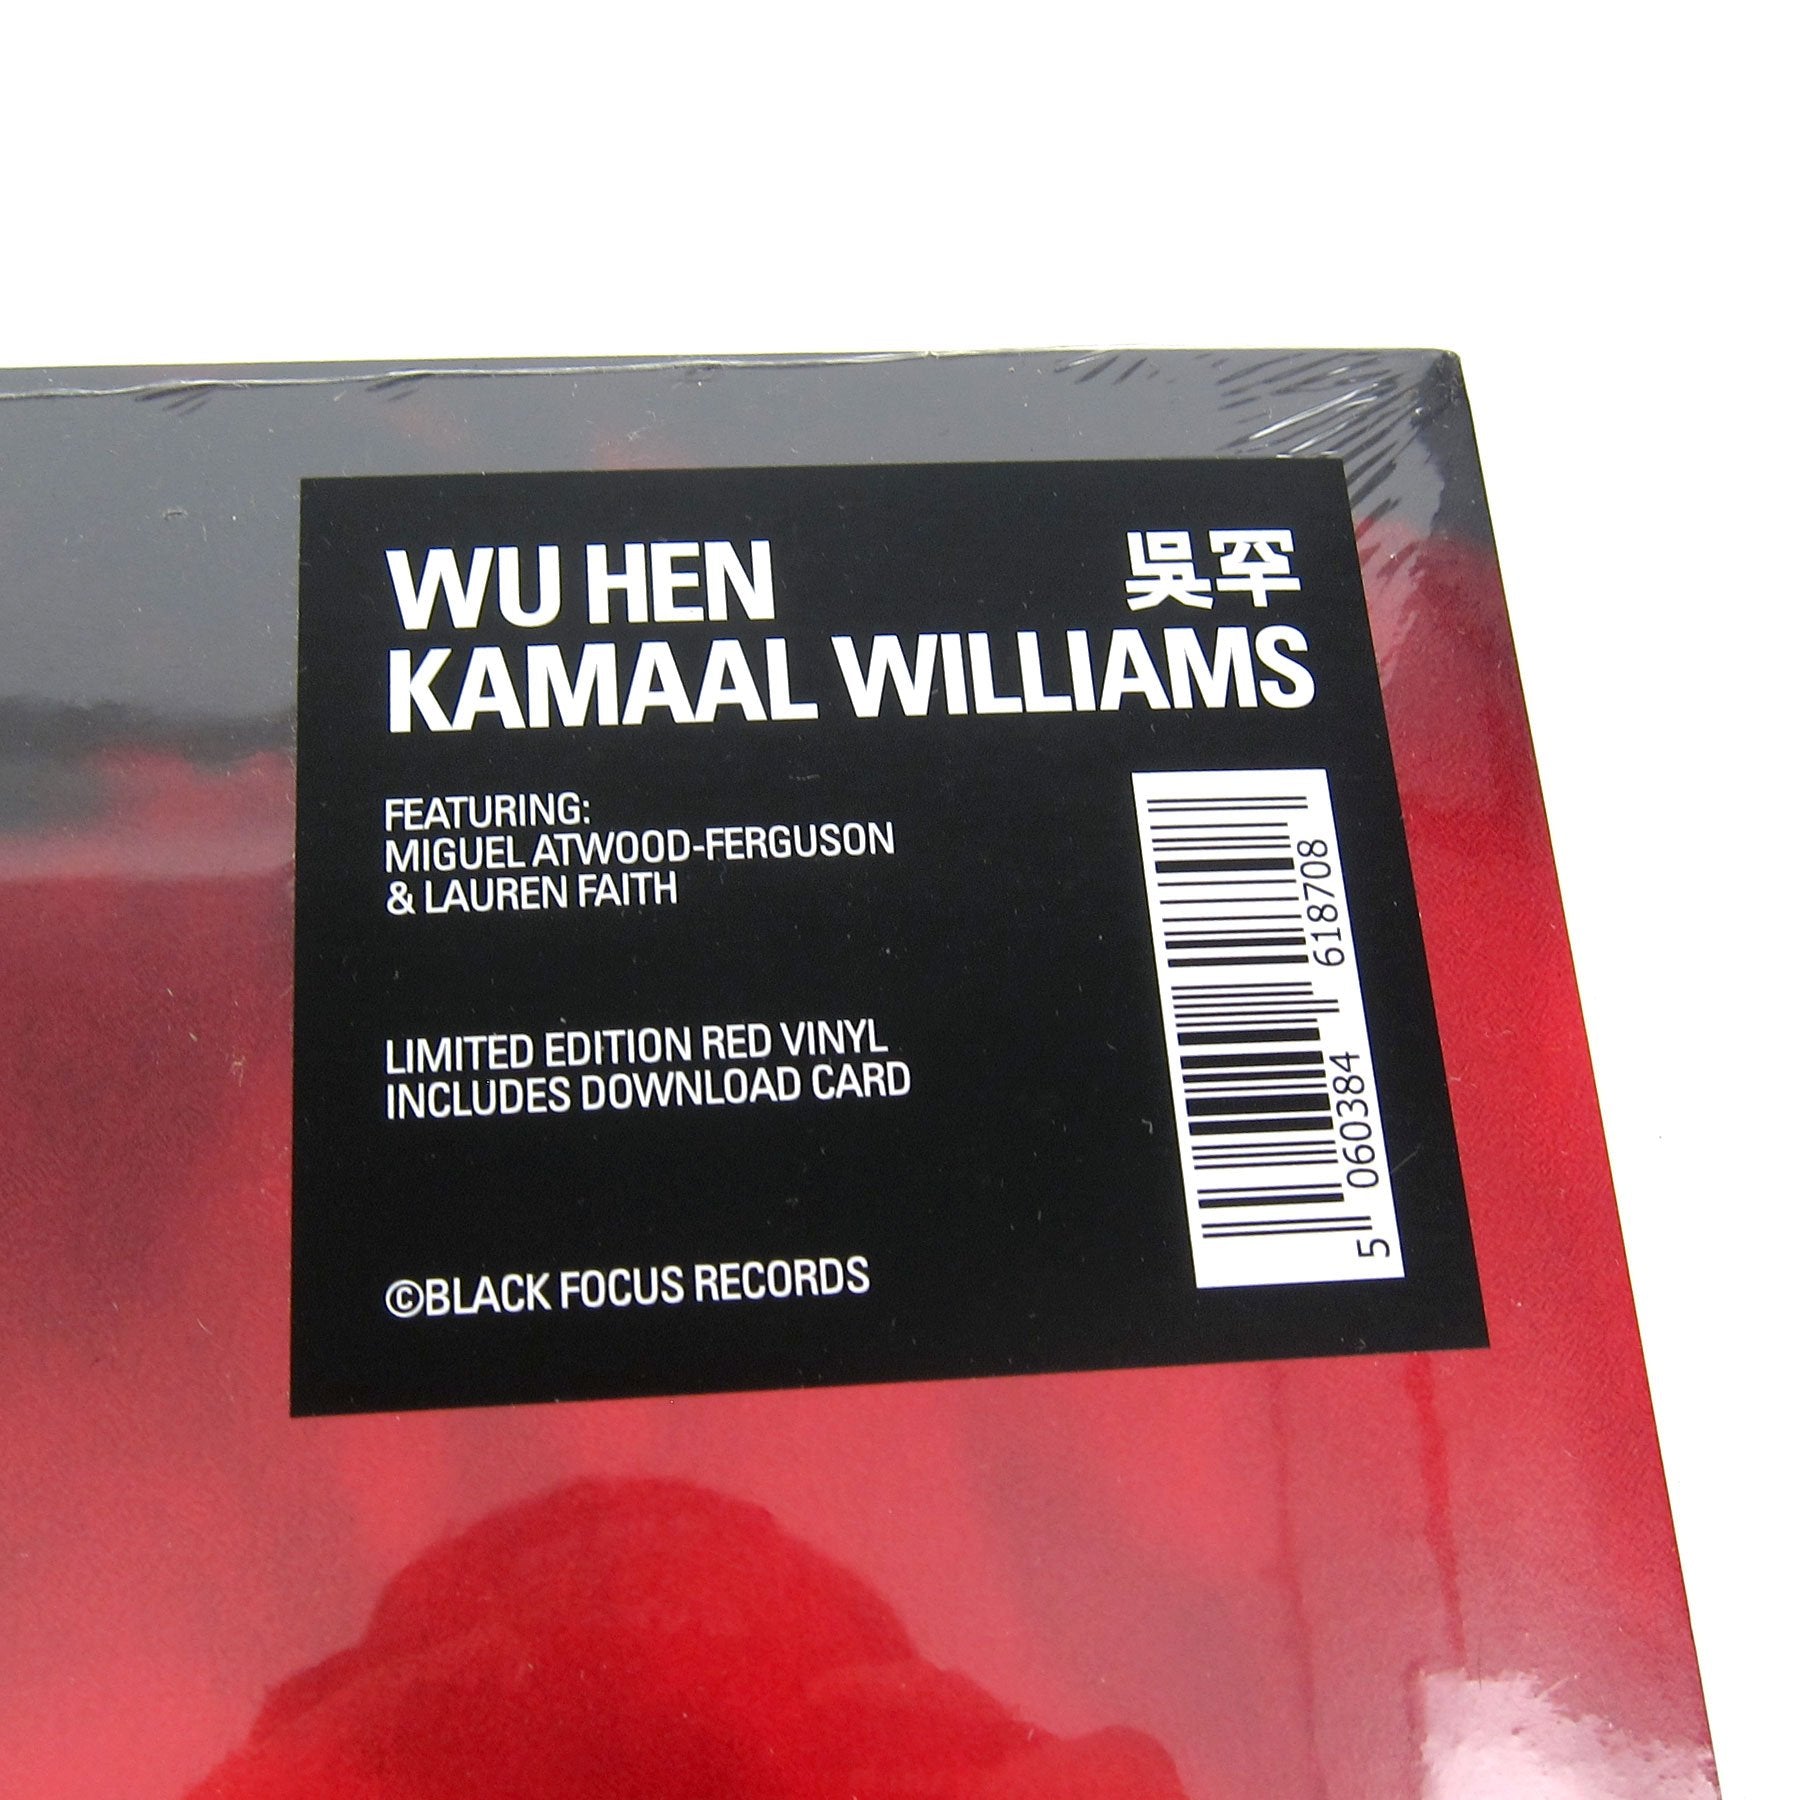 WU HEN 吳罕
KAMAAL WILLIAMS
FEATURING:
MIGUEL ATWOOD-FERGUSON
& LAUREN FAITH
LIMITED EDITION RED VINYL
INCLUDES DOWNLOAD CARD
©BLACK FOCUS RECORDS
5 060384 618708